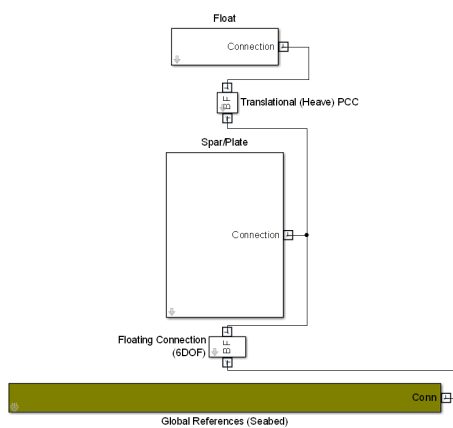 Float
Connection
B F
Translational (Heave) PCC
Spar/Plate
Connection
Floating Connection
(6DOF)
B F
Conn
Global References (Seabed)